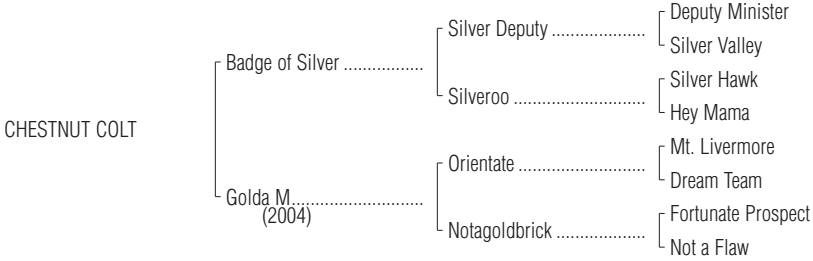 Deputy Minister
Silver Deputy ....................
Silver Valley
Badge of Silver .................
Silver Hawk
Silveroo ............................
Hey Mama
CHESTNUT COLT
Mt. Livermore
Orientate ...........................
Dream Team
Golda M............................
(2004)
Fortunate Prospect
Notagoldbrick ...................
Not a Flaw